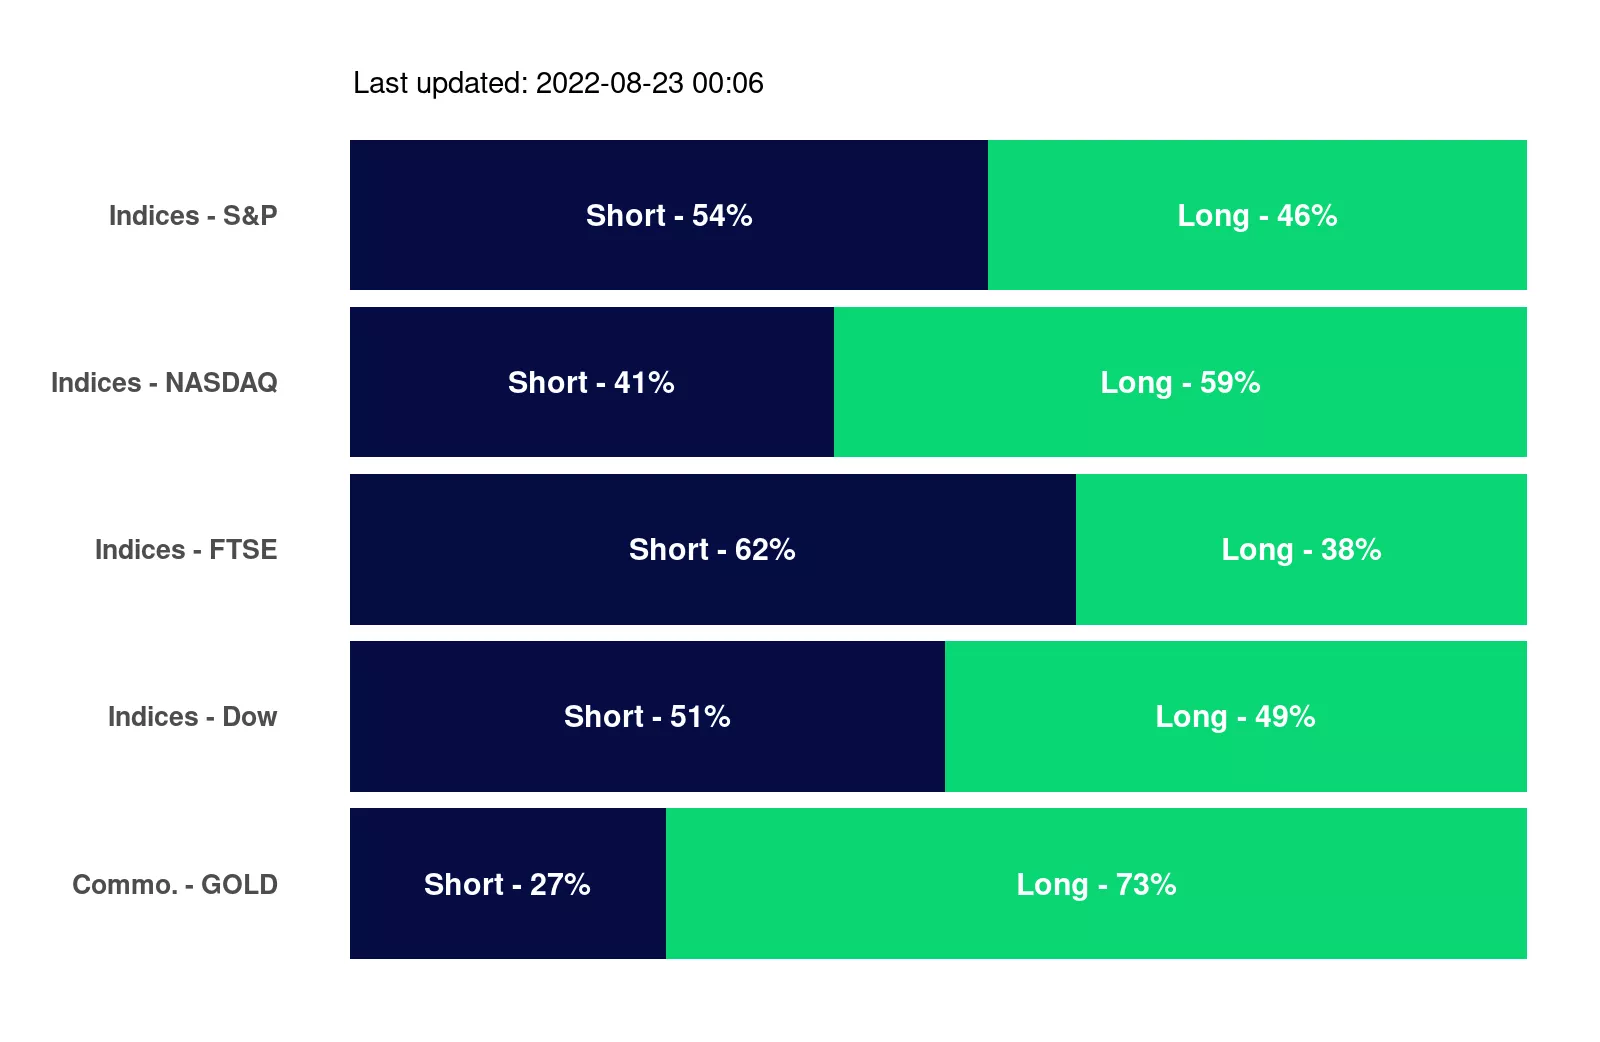 Last updated: 2022-08-23 00:06
Indices - S&P Short - 54% Long - 46%
Indices - NASDAQ Short - 41% Long - 59%
Indices - FTSE Short - 62% Long - 38%
Indices - Dow Short - 51% Long - 49%
Commo. - GOLD Short - 27% Long - 73%